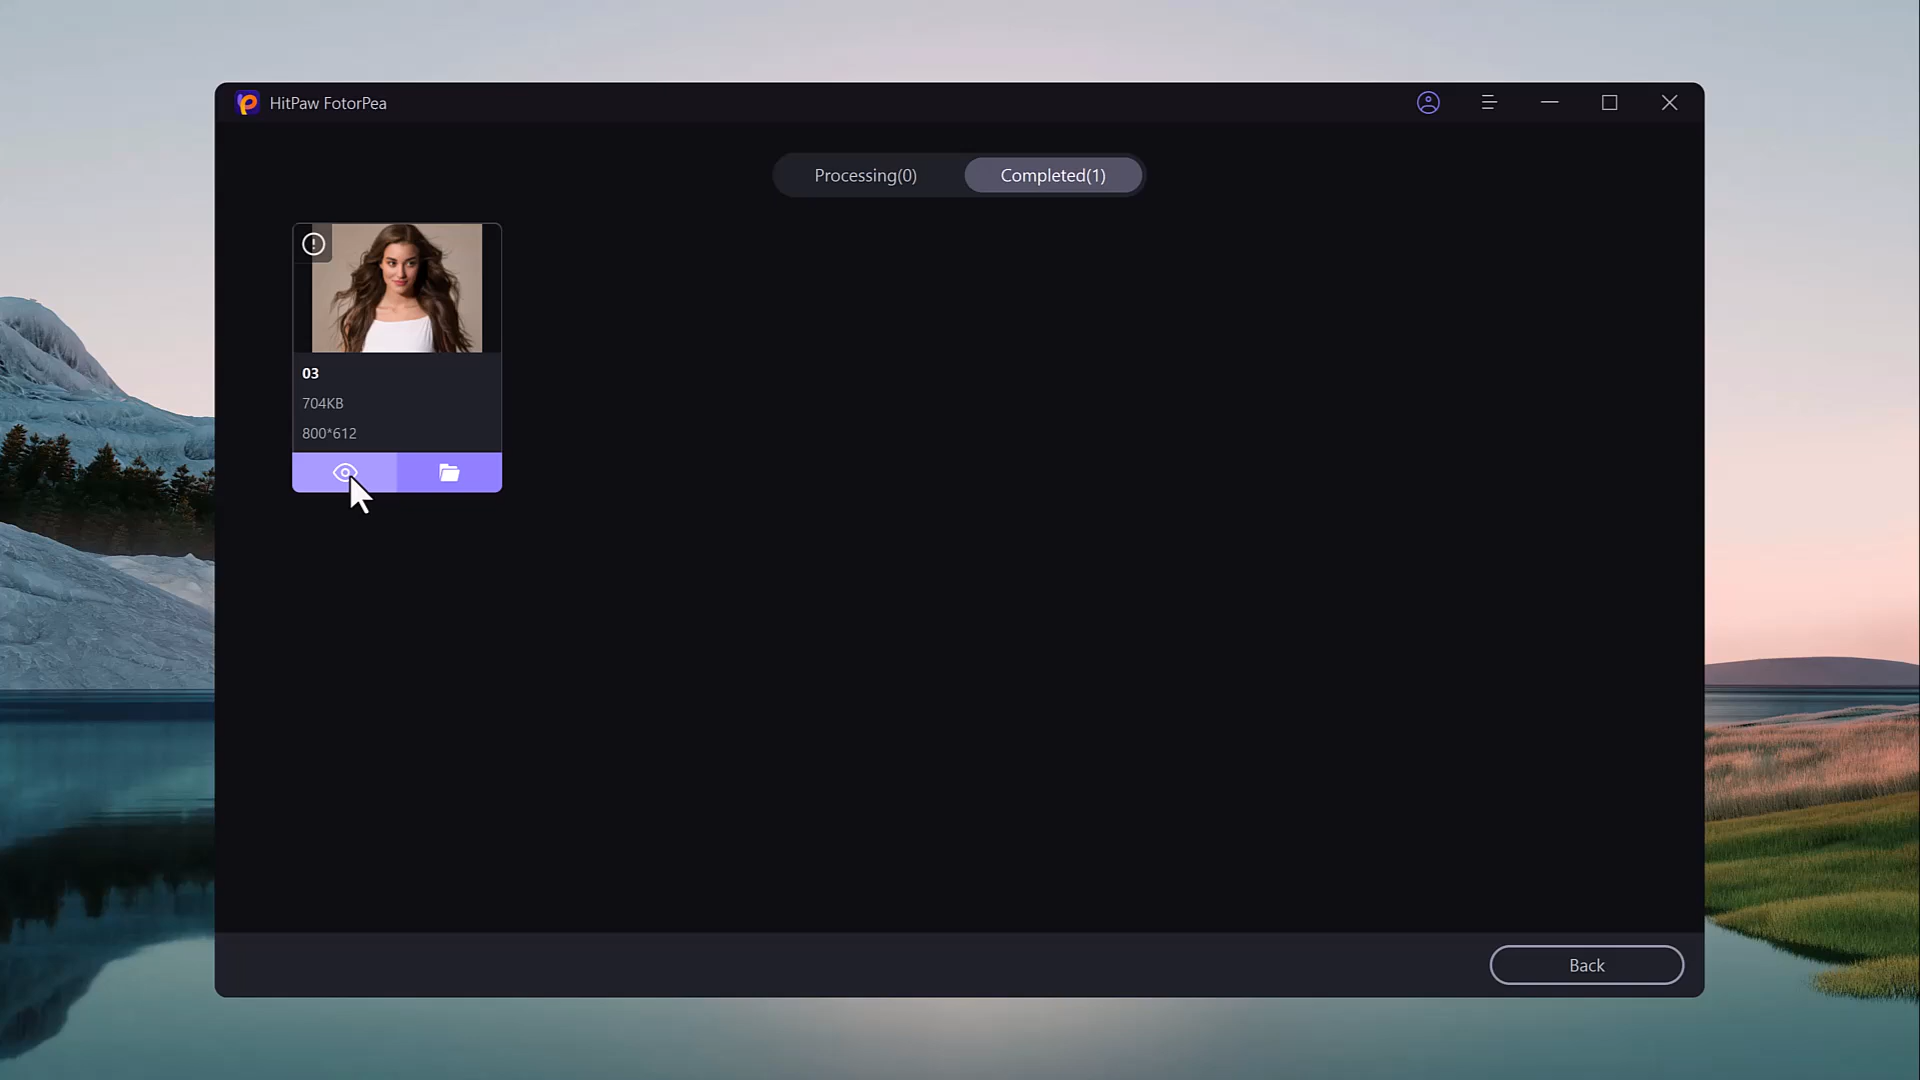 HitPaw FotorPea
Processing(0)
Completed(1)
03
704KB
800*612
Back